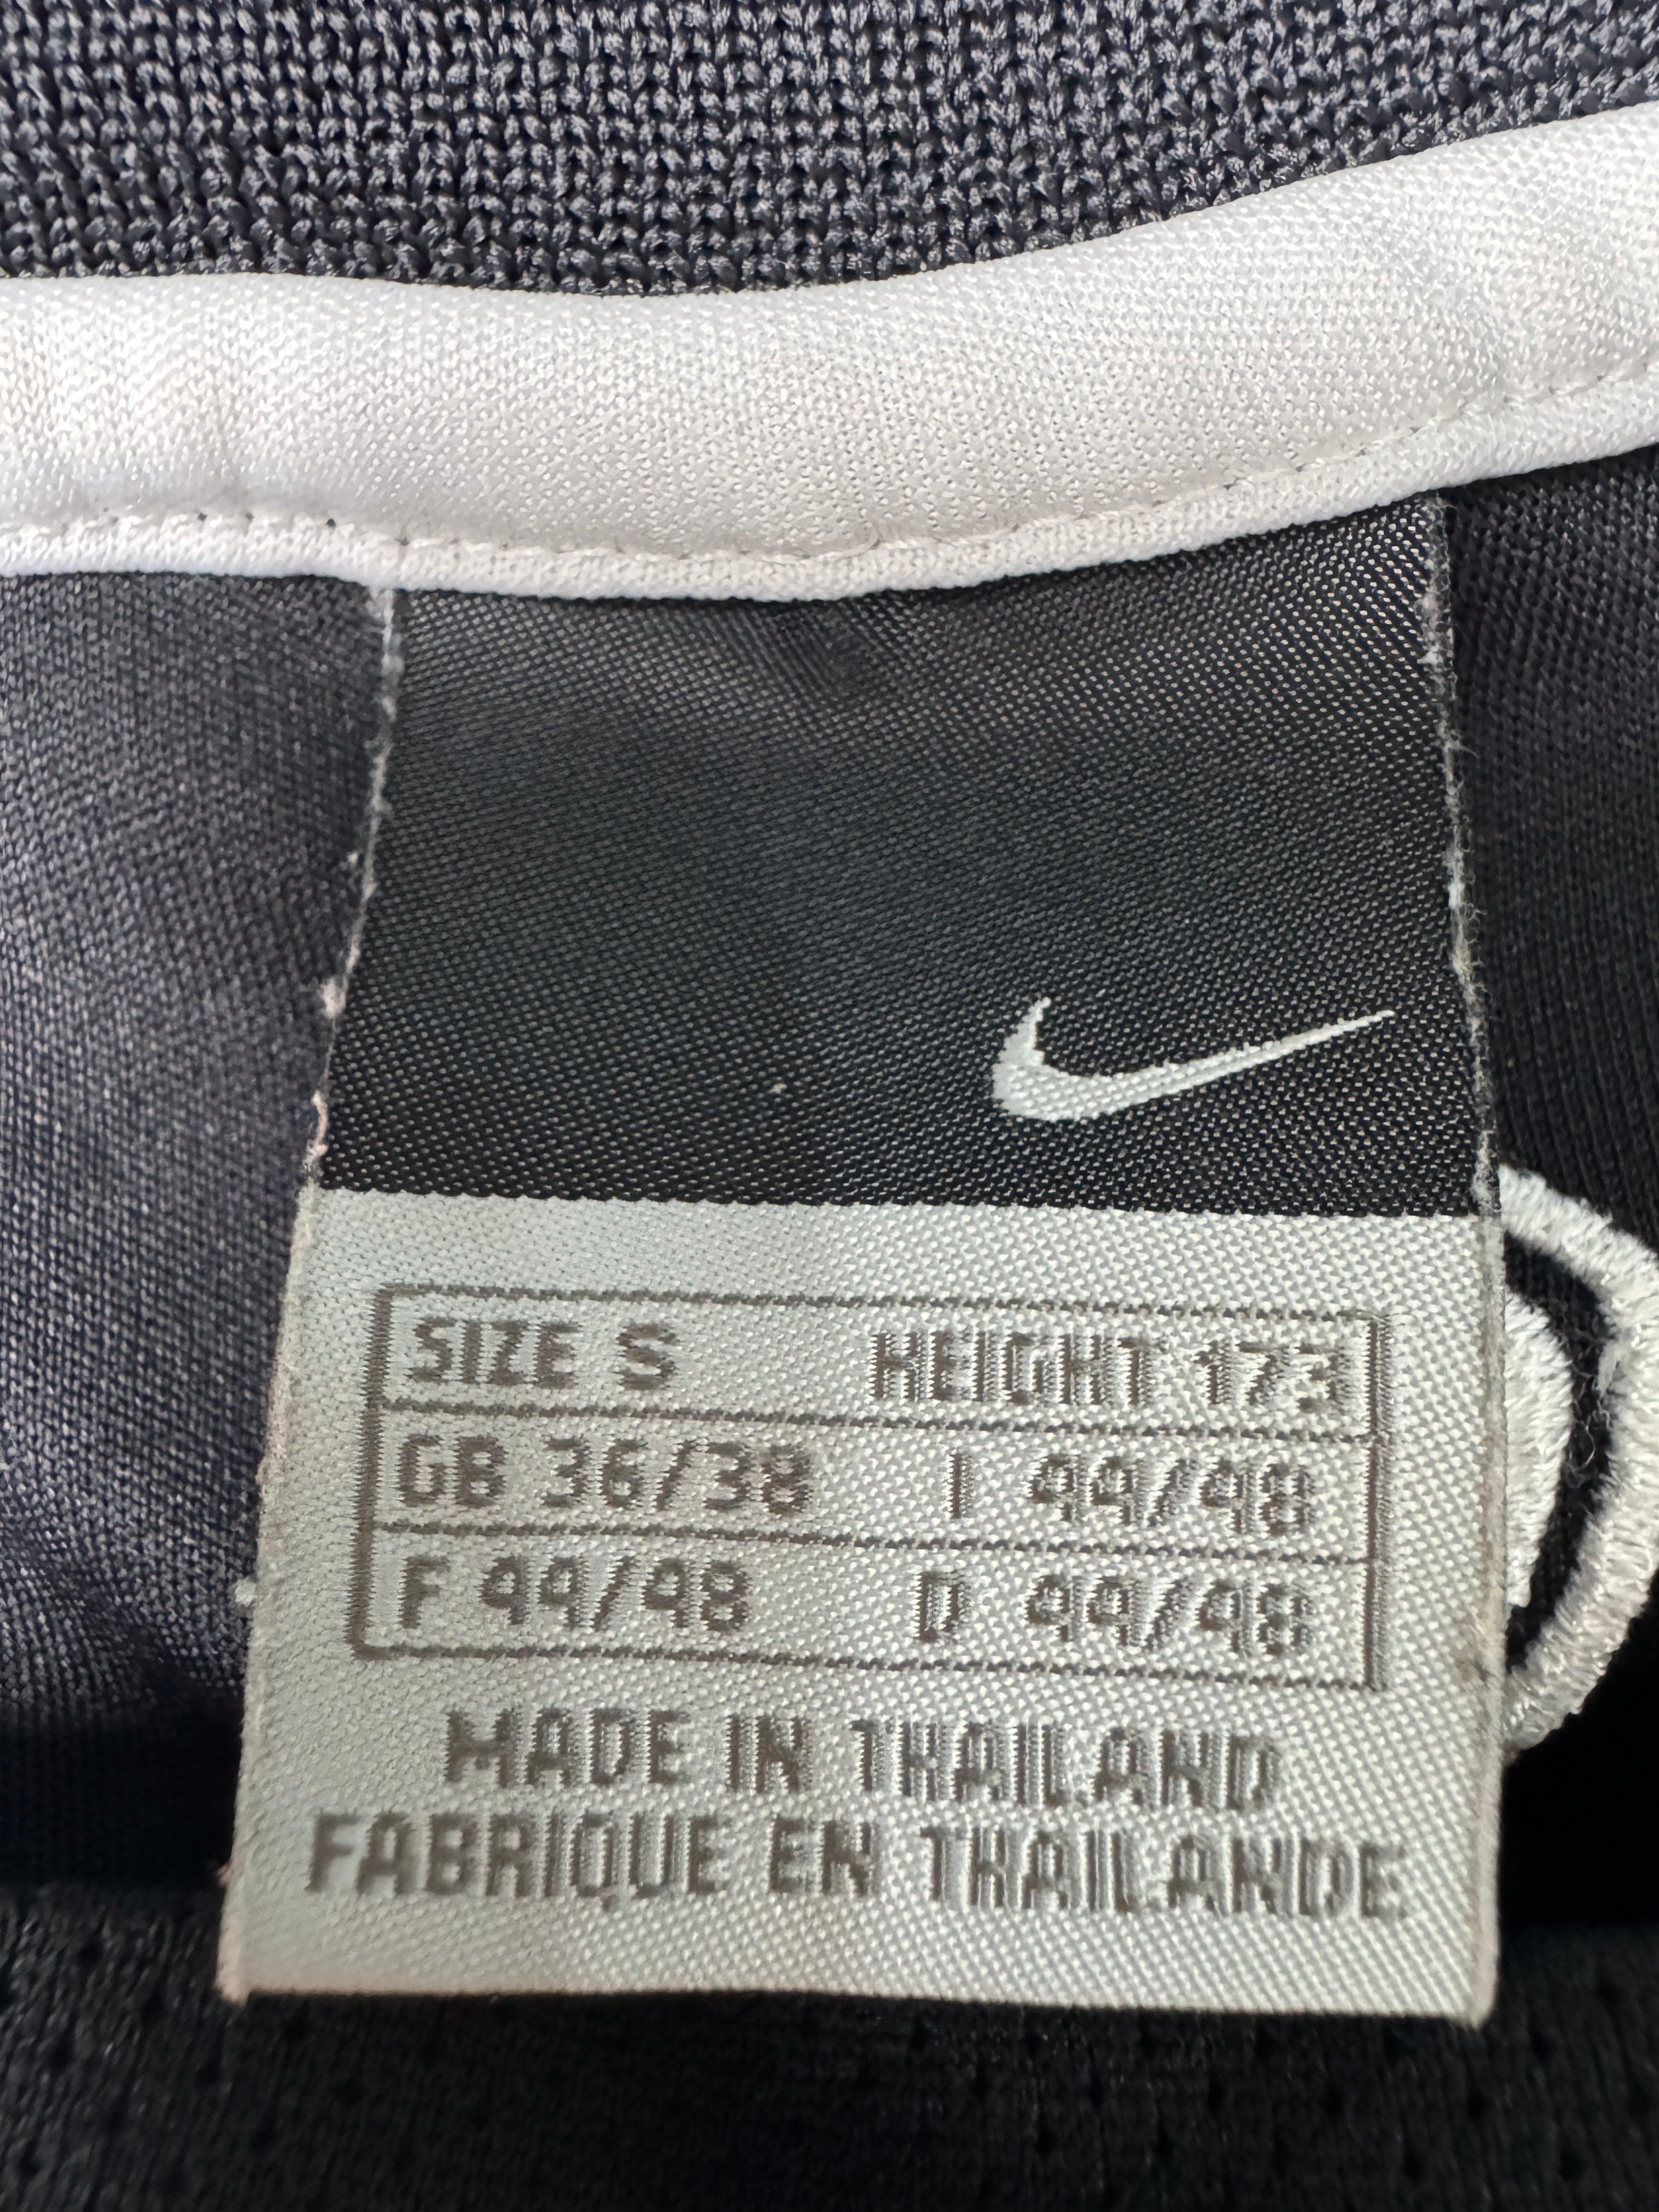 SIZE S HEIGHT 173
GB 36/38 I 44/48
F 44/48 D 44/48
MADE IN THAILAND
FABRIQUE EN THAILANDE